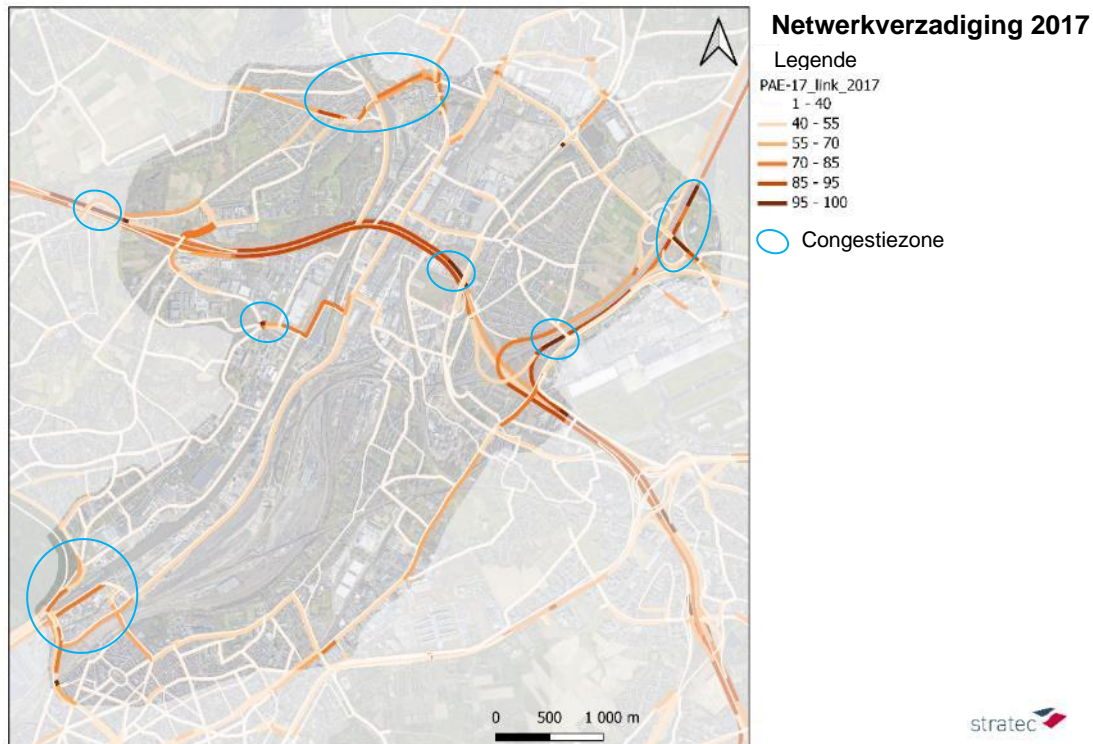 Netwerkverzadiging 2017
Legende
PAE-17_link_2017
1 - 40
40 - 55
55 - 70
70 - 85
85 - 95
95 - 100
Congestiezone
0 500 1 000 m
stratec